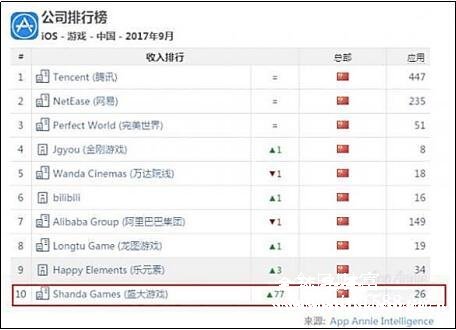 公司排行榜
iOS - 游戏 - 中国 - 2017年9月
# 收入排行 总部 应用
1 Tencent (腾讯) = 447
2 NetEase (网易) = 235
3 Perfect World (完美世界) = 51
4 Jgyou (金刚游戏) ▲1 8
5 Wanda Cinemas (万达院线) ▼1 18
6 bilibili ▲1 16
7 Alibaba Group (阿里巴巴集团) ▼1 149
8 Longtu Game (龙图游戏) ▲1 19
9 Happy Elements (乐元素) ▲3 34
10 Shanda Games (盛大游戏) ▲77 26
来源: App Annie Intelligence